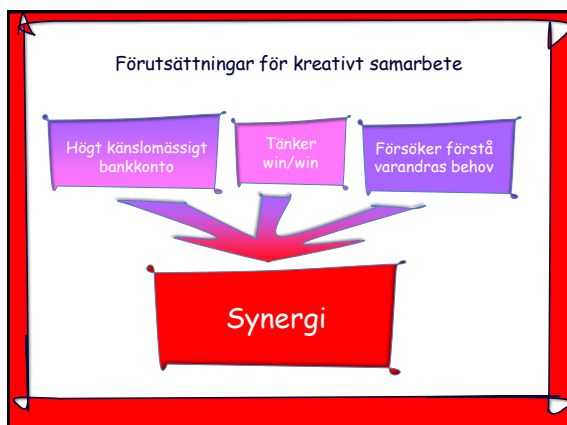 Förutsättningar för kreativt samarbete
Högt känslomässigt
bankkonto
Tänker
win/win
Försöker förstå
varandras behov
Synergi